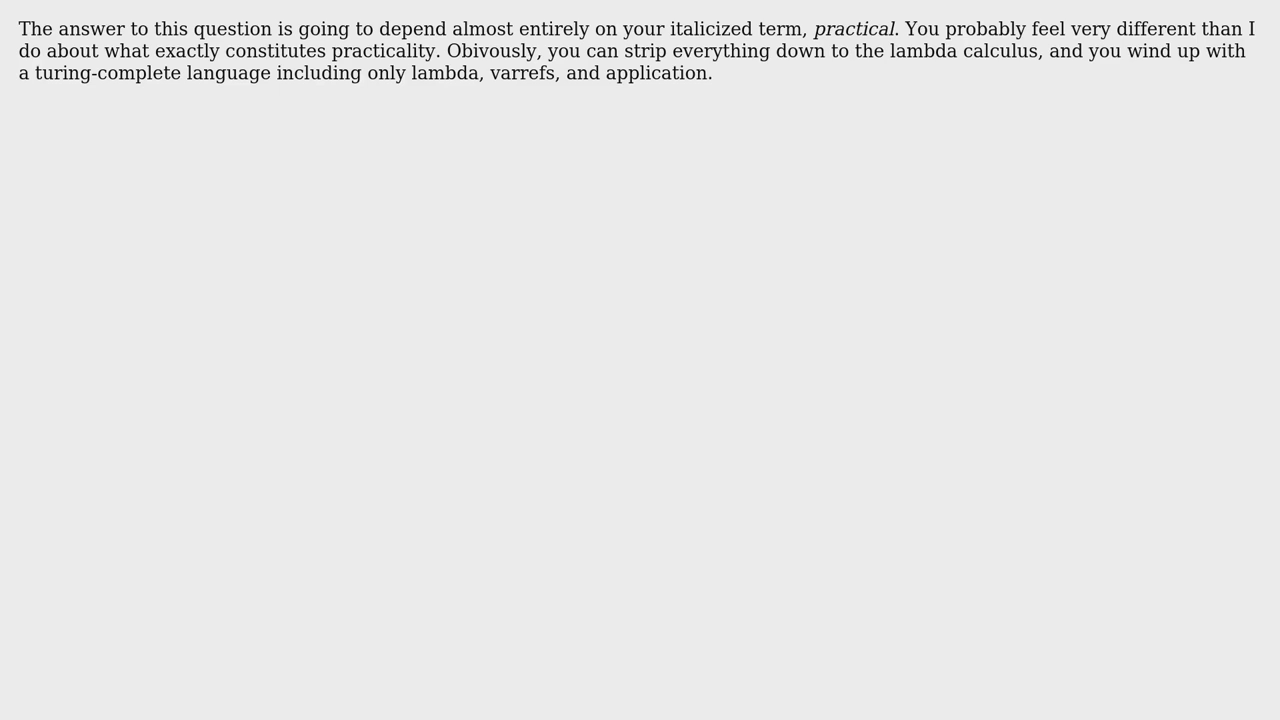 The answer to this question is going to depend almost entirely on your italicized term, practical. You probably feel very different than I
do about what exactly constitutes practicality. Obivously, you can strip everything down to the lambda calculus, and you wind up with
a turing-complete language including only lambda, varrefs, and application.